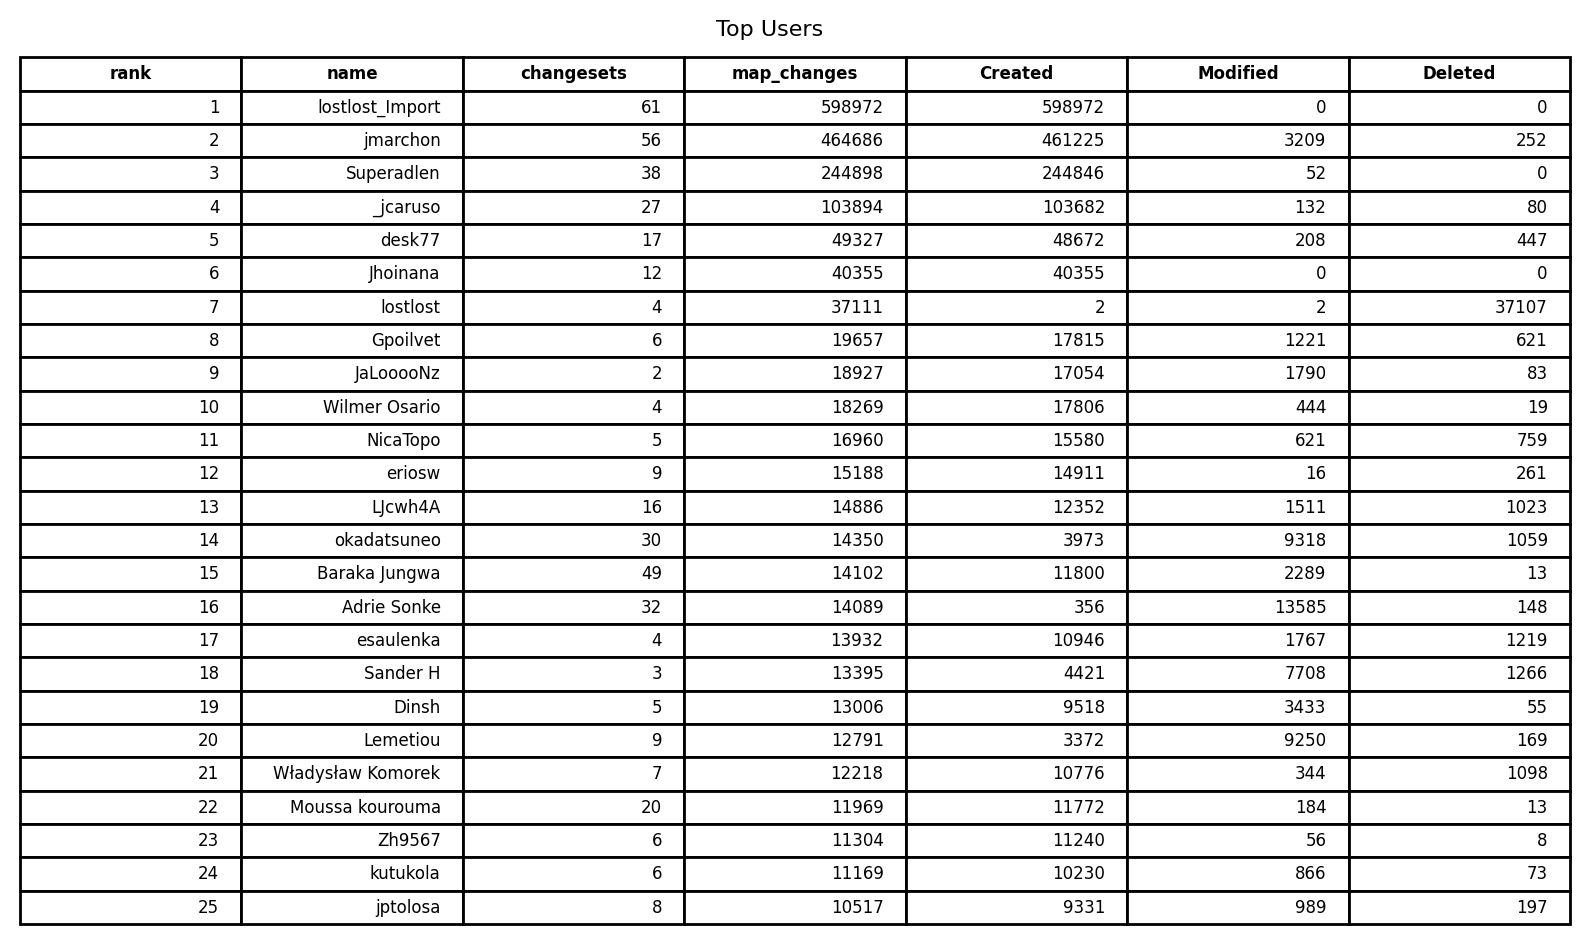 Top Users
rank name changesets map_changes Created Modified Deleted
1 lostlost_Import 61 598972 598972 0 0
2 jmarchon 56 464686 461225 3209 252
3 Superadlen 38 244898 244846 52 0
4 _jcaruso 27 103894 103682 132 80
5 desk77 17 49327 48672 208 447
6 Jhoinana 12 40355 40355 0 0
7 lostlost 4 37111 2 2 37107
8 Gpoilvet 6 19657 17815 1221 621
9 JaLooooNz 2 18927 17054 1790 83
10 Wilmer Osario 4 18269 17806 444 19
11 NicaTopo 5 16960 15580 621 759
12 eriosw 9 15188 14911 16 261
13 LJcwh4A 16 14886 12352 1511 1023
14 okadatsuneo 30 14350 3973 9318 1059
15 Baraka Jungwa 49 14102 11800 2289 13
16 Adrie Sonke 32 14089 356 13585 148
17 esaulenka 4 13932 10946 1767 1219
18 Sander H 3 13395 4421 7708 1266
19 Dinsh 5 13006 9518 3433 55
20 Lemetiou 9 12791 3372 9250 169
21 Władysław Komorek 7 12218 10776 344 1098
22 Moussa kourouma 20 11969 11772 184 13
23 Zh9567 6 11304 11240 56 8
24 kutukola 6 11169 10230 866 73
25 jptolosa 8 10517 9331 989 197